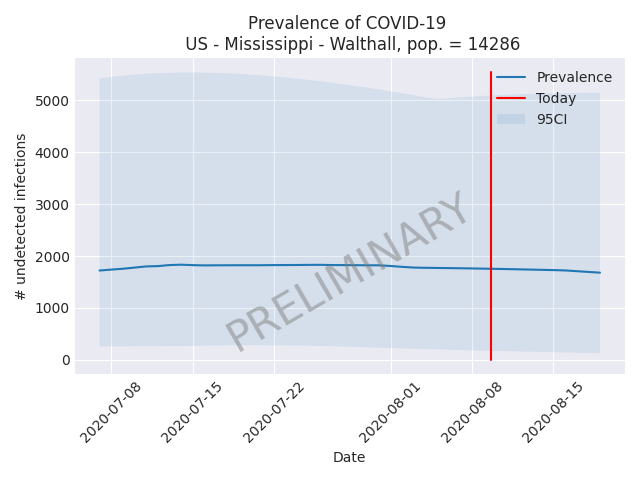 Prevalence of COVID-19
US - Mississippi - Walthall, pop. = 14286
Prevalence
Today
95CI
# undetected infections
5000
4000
3000
2000
1000
0
PRELIMINARY
2020-07-08
2020-07-15
2020-07-22
2020-08-01
2020-08-08
2020-08-15
Date